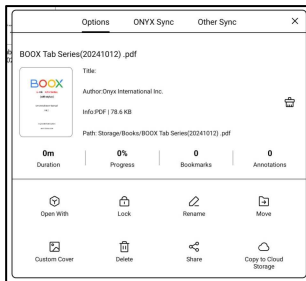 Options ONYX Sync Other Sync
BOOX Tab Series(20241012) .pdf
BOOX
Title:
Author:Onyx International Inc.
Info:PDF | 78.6 KB
Path: Storage/Books/BOOX Tab Series(20241012) .pdf
0m 0% 0 0
Duration Progress Bookmarks Annotations
Open With Lock Rename Move
Custom Cover Delete Share Copy to Cloud
Storage